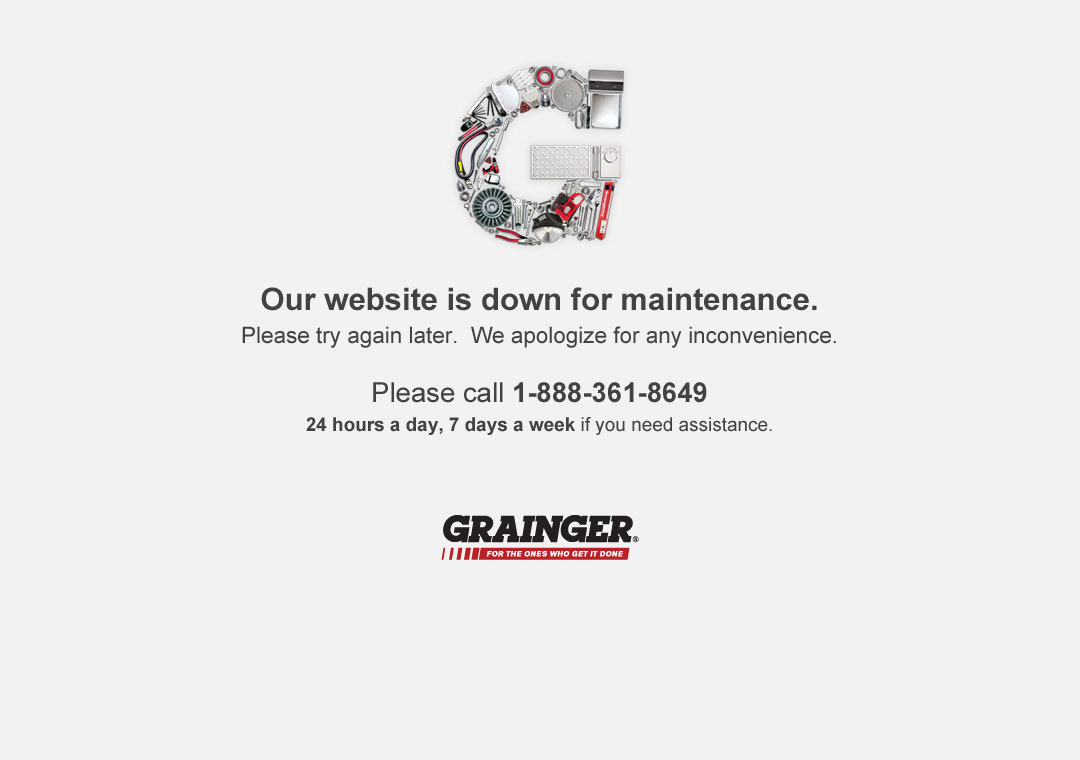 Our website is down for maintenance.
Please try again later.  We apologize for any inconvenience.
Please call 1-888-361-8649
24 hours a day, 7 days a week if you need assistance.
GRAINGER®
FOR THE ONES WHO GET IT DONE